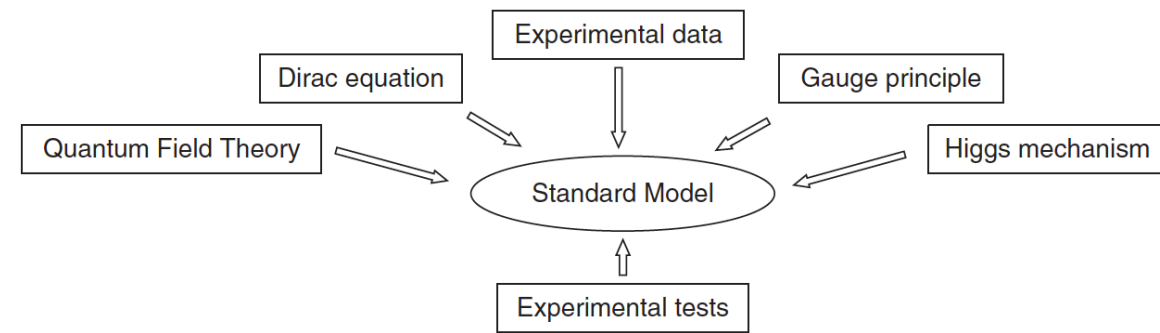 Experimental data
Dirac equation
Gauge principle
Quantum Field Theory
Higgs mechanism
Standard Model
Experimental tests